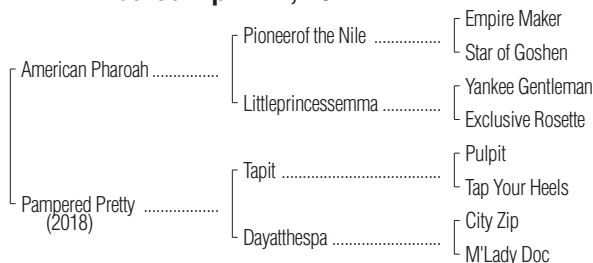 Empire Maker
Pioneerof the Nile ................
Star of Goshen
American Pharoah ................
Yankee Gentleman
Littleprincessemma ..............
Exclusive Rosette
Pulpit
Tapit ......................................
Tap Your Heels
Pampered Pretty ..................
(2018)
City Zip
Dayatthespa ..........................
M'Lady Doc